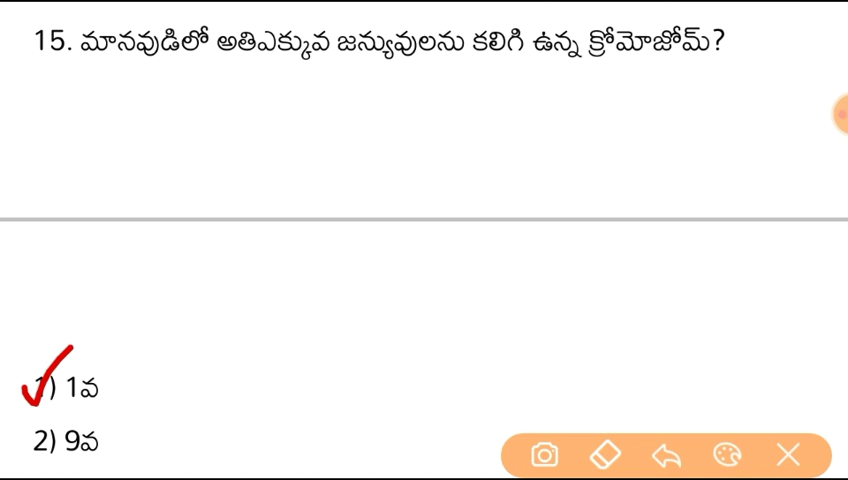 15. మానవుడిలో అతిఎక్కువ జన్యువులను కలిగి ఉన్న క్రోమోజోమ్?
1) 1వ
2) 9వ